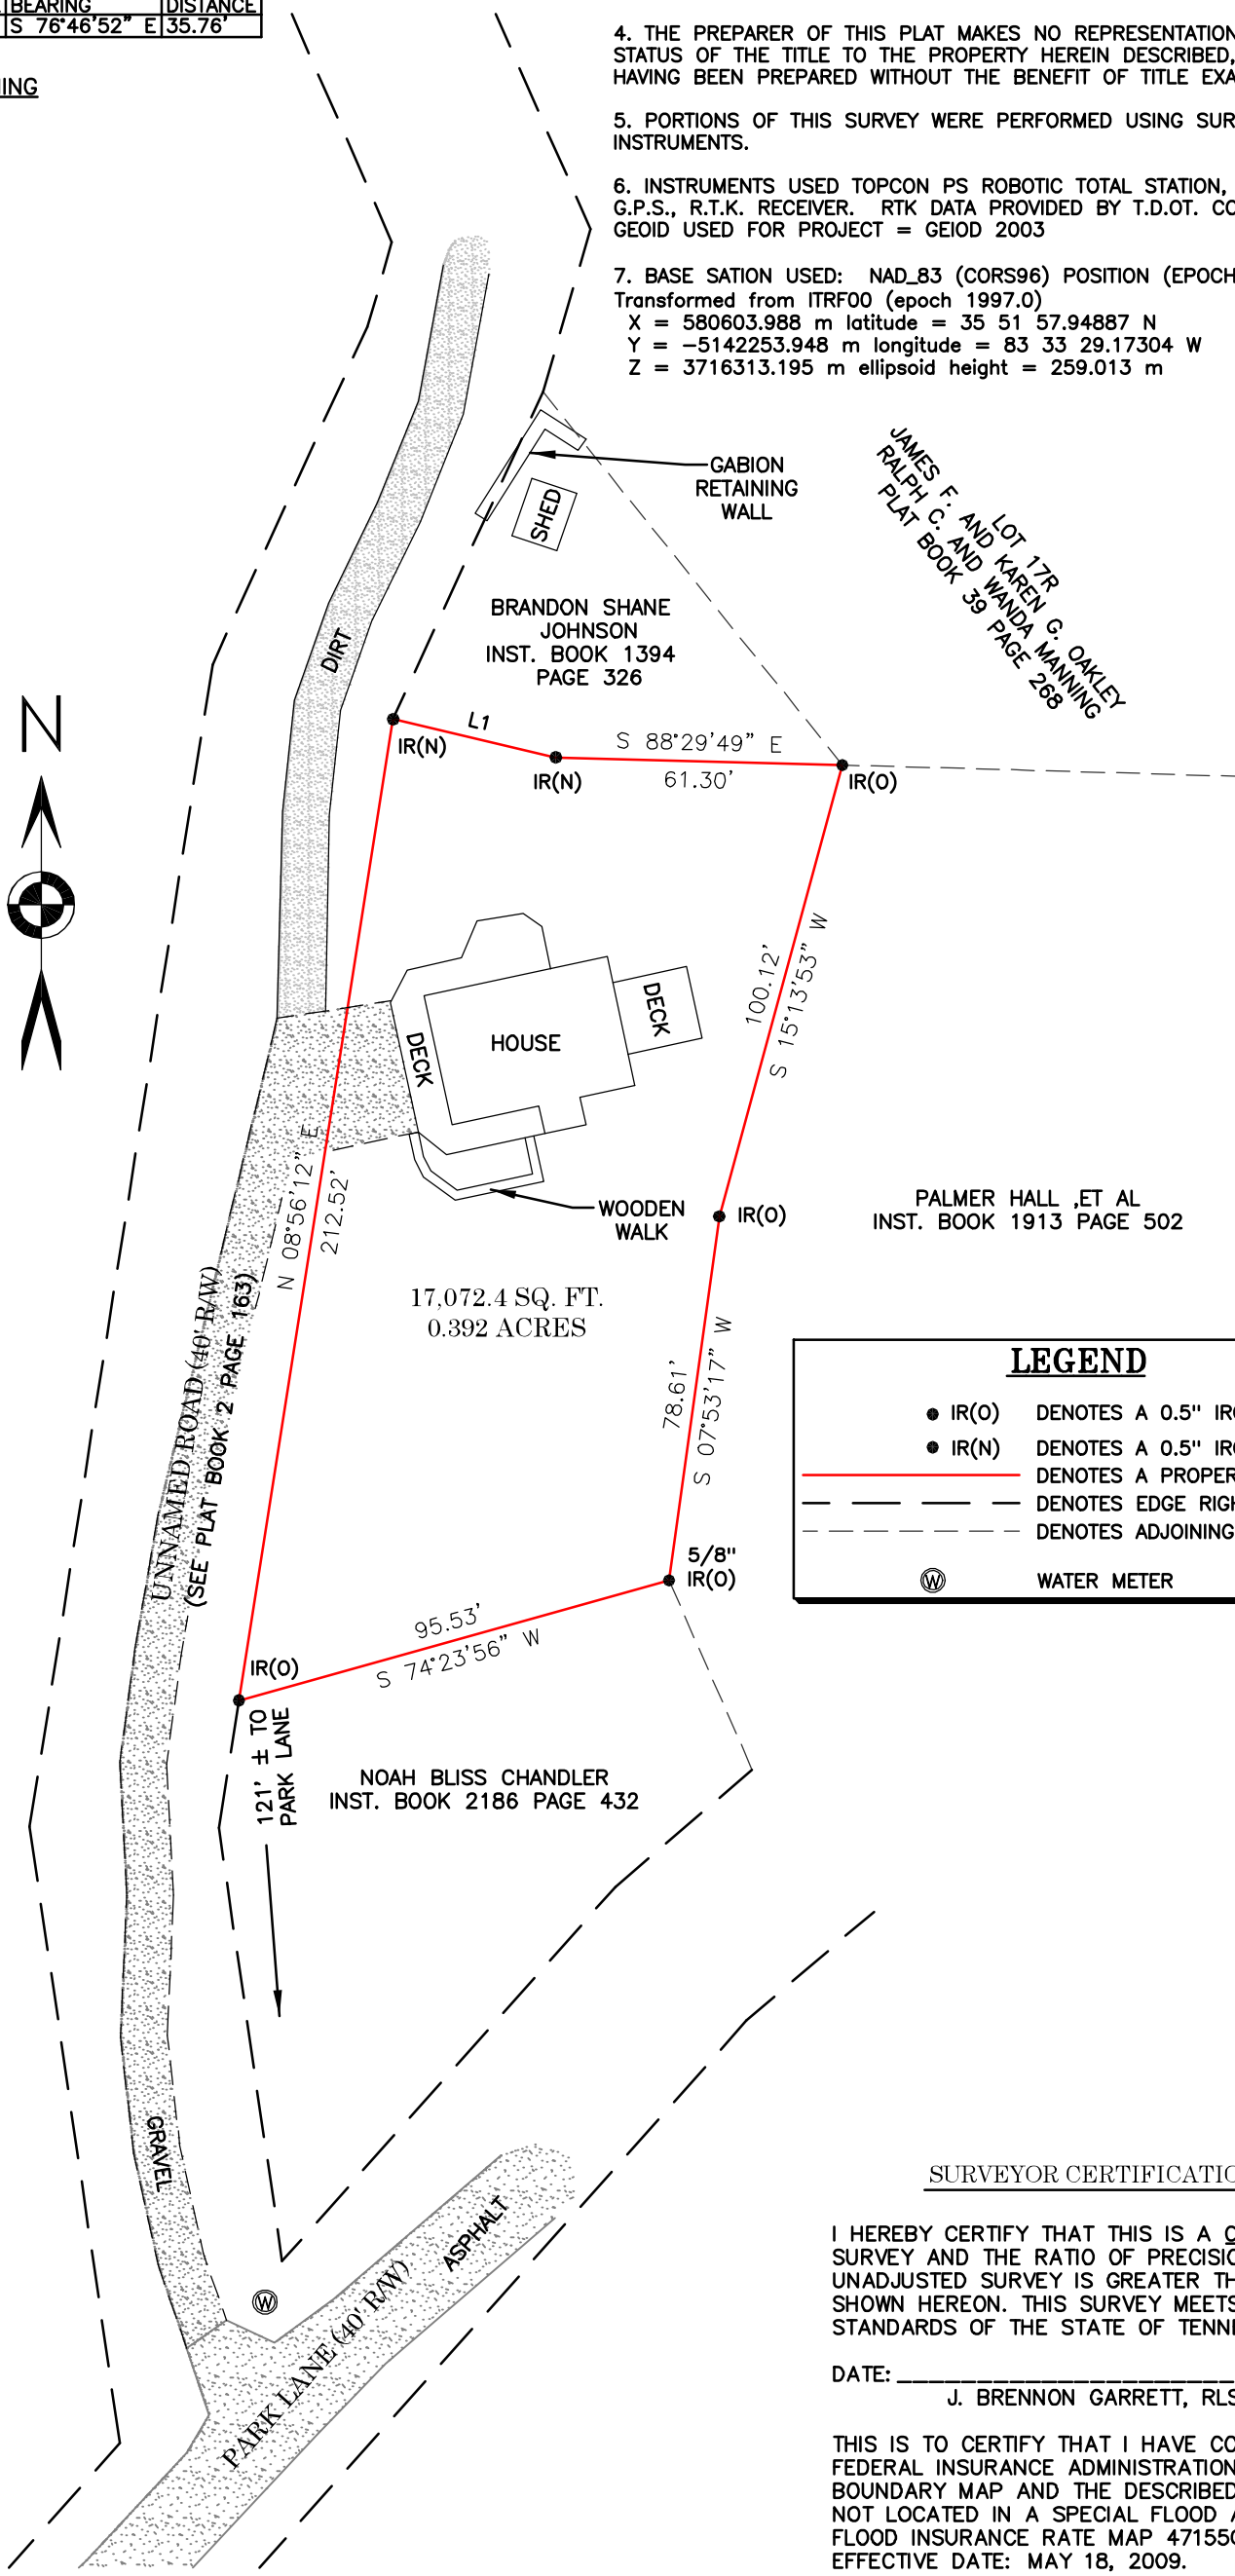 BEARING DISTANCE
S 76°46'52" E 35.76'
4. THE PREPARER OF THIS PLAT MAKES NO REPRESENTATION
STATUS OF THE TITLE TO THE PROPERTY HEREIN DESCRIBED,
HAVING BEEN PREPARED WITHOUT THE BENEFIT OF TITLE EXA
5. PORTIONS OF THIS SURVEY WERE PERFORMED USING SUR
INSTRUMENTS.
6. INSTRUMENTS USED TOPCON PS ROBOTIC TOTAL STATION,
G.P.S., R.T.K. RECEIVER. RTK DATA PROVIDED BY T.D.OT. CO
GEOID USED FOR PROJECT = GEIOD 2003
7. BASE SATION USED: NAD_83 (CORS96) POSITION (EPOCH
Transformed from ITRF00 (epoch 1997.0)
X = 580603.988 m latitude = 35 51 57.94887 N
Y = -5142253.948 m longitude = 83 33 29.17304 W
Z = 3716313.195 m ellipsoid height = 259.013 m
GABION
RETAINING
WALL
SHED
LOT 17R
JAMES F. AND KAREN G. OAKLEY
RALPH C. AND WANDA MANNING
PLAT BOOK 39 PAGE 268
BRANDON SHANE
JOHNSON
INST. BOOK 1394
PAGE 326
DIRT
N
L1
IR(N)
IR(N)
S 88°29'49" E
61.30'
IR(O)
100.12'
S 15°13'53" W
DECK
HOUSE
DECK
WOODEN
WALK
N 08°56'12" E
212.52'
IR(O)
PALMER HALL ,ET AL
INST. BOOK 1913 PAGE 502
17,072.4 SQ. FT.
0.392 ACRES
UNNAMED ROAD (40' R/W)
(SEE PLAT BOOK 2 PAGE 163)
78.61'
S 07°53'17" W
LEGEND
IR(O) DENOTES A 0.5" IR
IR(N) DENOTES A 0.5" IR
DENOTES A PROPER
DENOTES EDGE RIGH
DENOTES ADJOINING
W WATER METER
5/8"
IR(O)
95.53'
S 74°23'56" W
IR(O)
121' ± TO
PARK LANE
NOAH BLISS CHANDLER
INST. BOOK 2186 PAGE 432
GRAVEL
ASPHALT
W
PARK LANE (40' R/W)
SURVEYOR CERTIFICATIO
I HEREBY CERTIFY THAT THIS IS A
SURVEY AND THE RATIO OF PRECISIO
UNADJUSTED SURVEY IS GREATER TH
SHOWN HEREON. THIS SURVEY MEETS
STANDARDS OF THE STATE OF TENN
DATE:
J. BRENNON GARRETT, RLS
THIS IS TO CERTIFY THAT I HAVE CO
FEDERAL INSURANCE ADMINISTRATION
BOUNDARY MAP AND THE DESCRIBED
NOT LOCATED IN A SPECIAL FLOOD
FLOOD INSURANCE RATE MAP 47155
EFFECTIVE DATE: MAY 18, 2009.